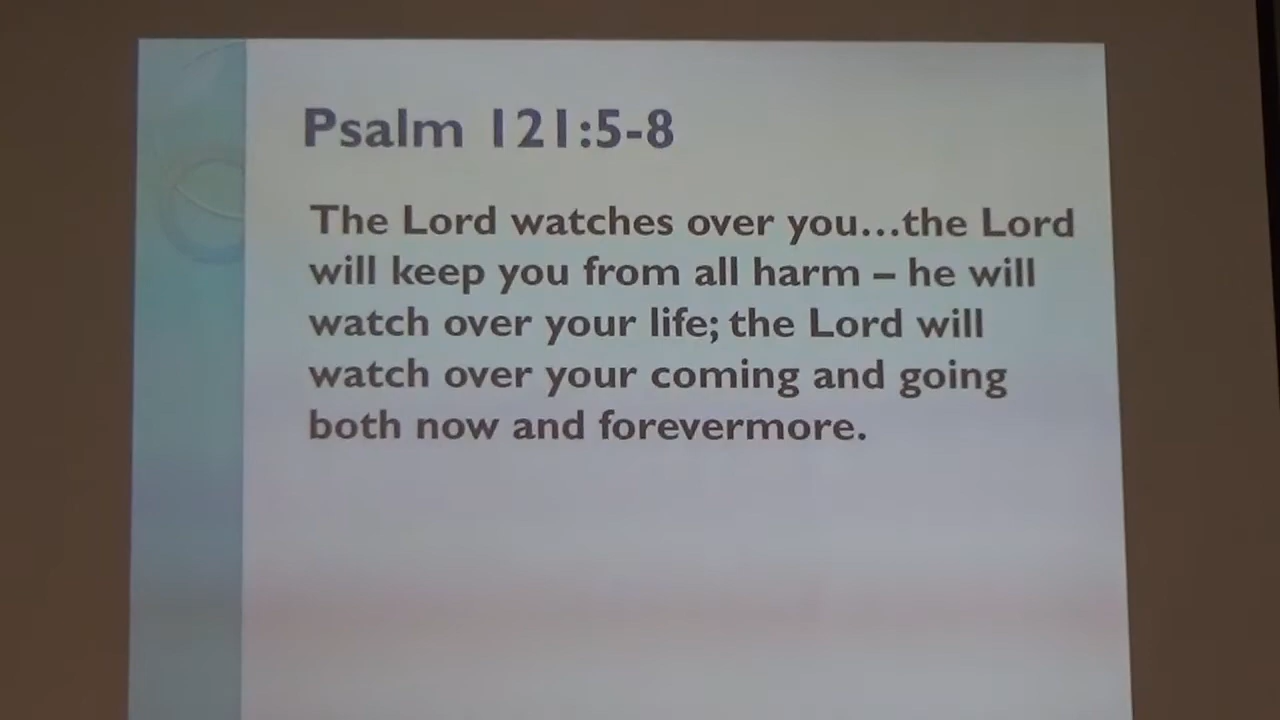 Psalm 121:5-8
The Lord watches over you...the Lord
will keep you from all harm – he will
watch over your life; the Lord will
watch over your coming and going
both now and forevermore.